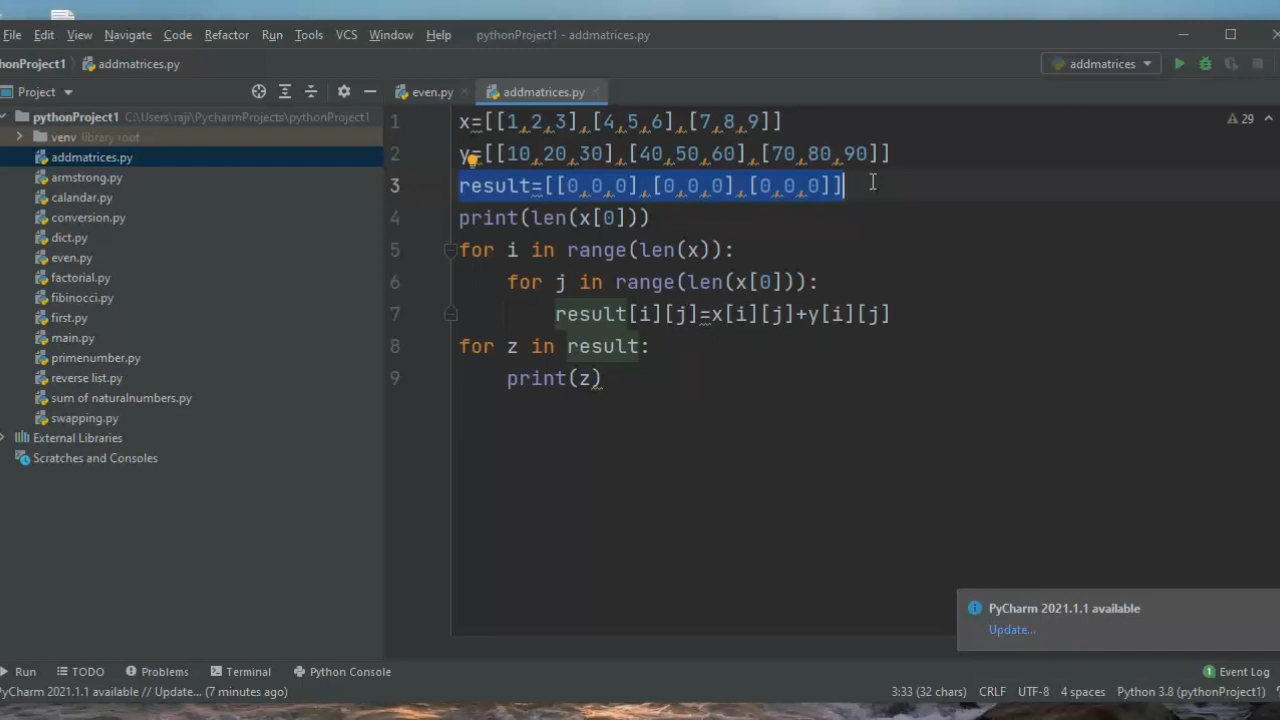 File Edit View Navigate Code Refactor Run Tools VCS Window Help pythonProject1 - addmatrices.py
honProject1 addmatrices.py addmatrices
Project even.py addmatrices.py
pythonProject1 C:\Users\raji\PycharmProjects\pythonProject1
venv library root
addmatrices.py
armstrong.py
calandar.py
conversion.py
dict.py
even.py
factorial.py
fibinocci.py
first.py
main.py
primenumber.py
reverse list.py
sum of naturalnumbers.py
swapping.py
External Libraries
Scratches and Consoles
1 x=[[1,2,3],[4,5,6],[7,8,9]]
2 y=[[10,20,30],[40,50,60],[70,80,90]]
3 result=[[0,0,0],[0,0,0],[0,0,0]]
4 print(len(x[0]))
5 for i in range(len(x)):
6 for j in range(len(x[0])):
7 result[i][j]=x[i][j]+y[i][j]
8 for z in result:
9 print(z)
29
PyCharm 2021.1.1 available
Update...
Run TODO Problems Terminal Python Console 1 Event Log
PyCharm 2021.1.1 available // Update... (7 minutes ago) 3:33 (32 chars) CRLF UTF-8 4 spaces Python 3.8 (pythonProject1)